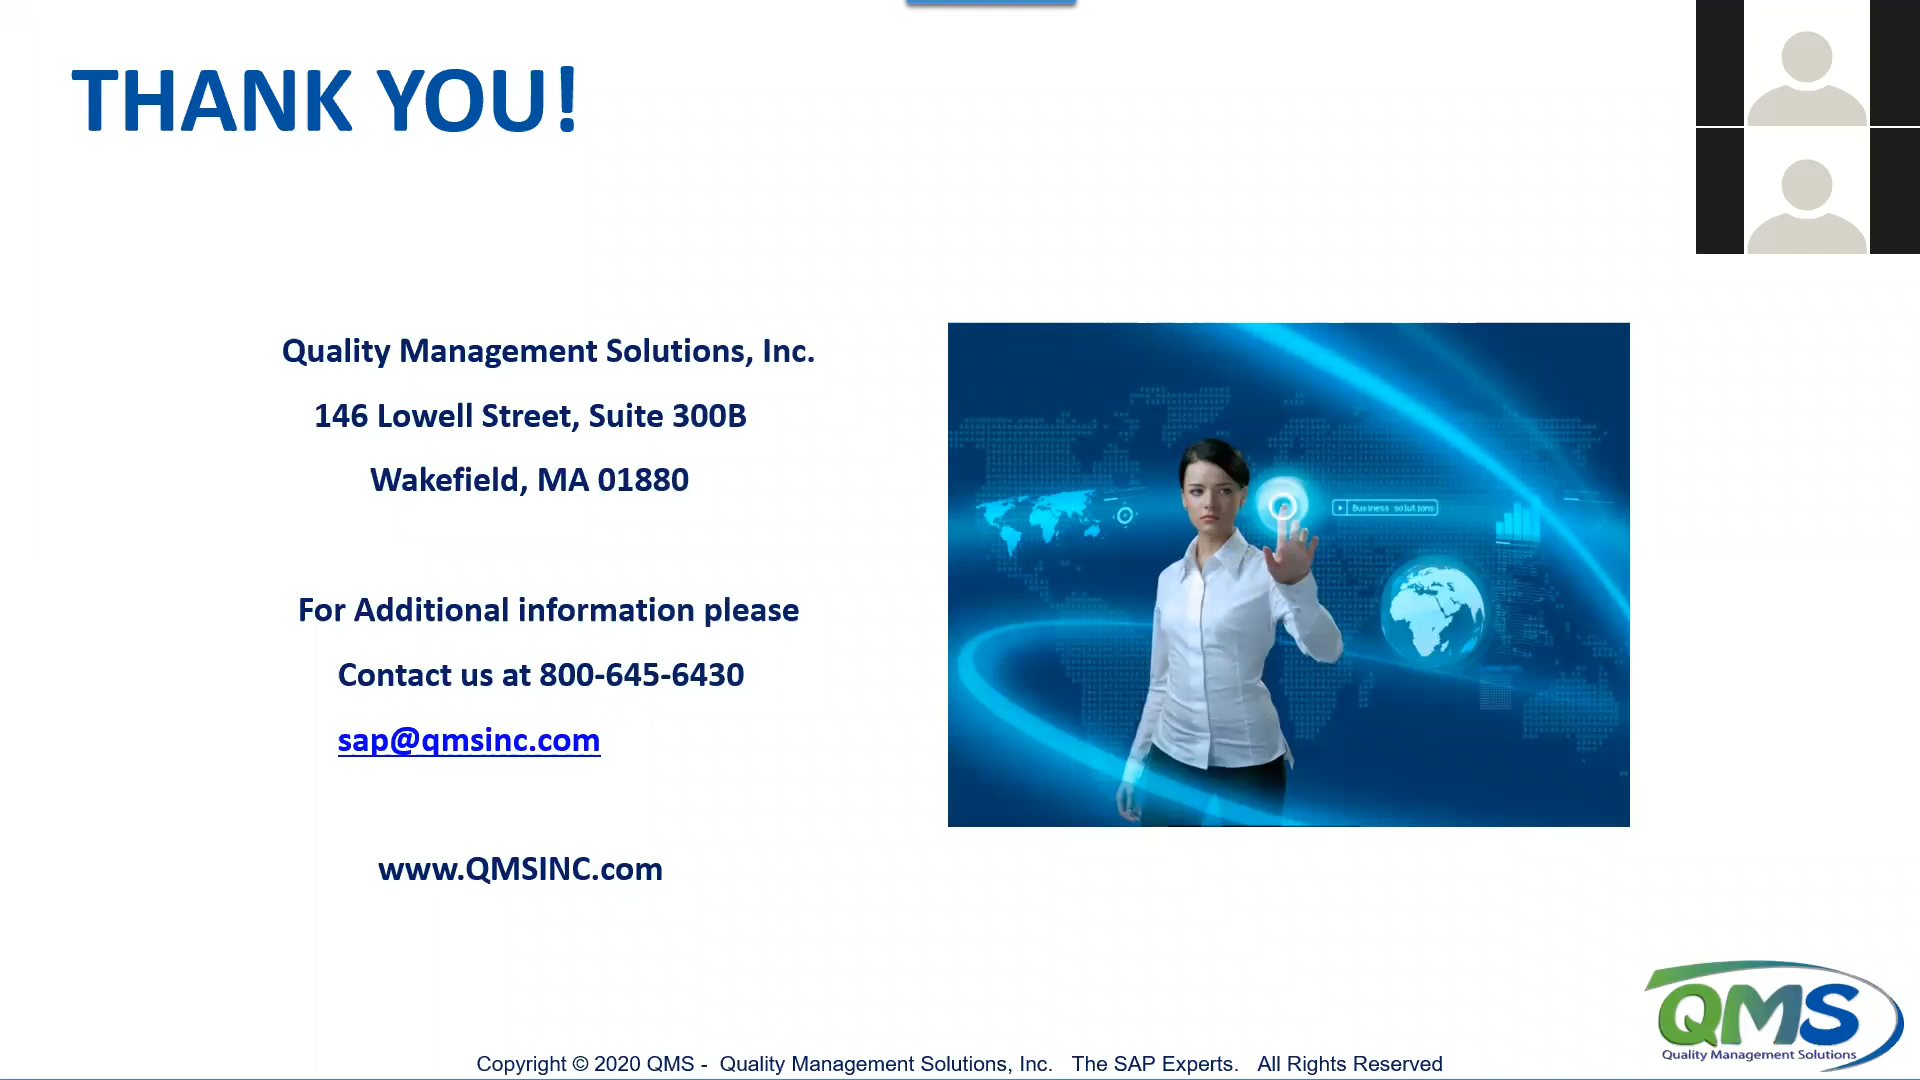 THANK YOU!
Quality Management Solutions, Inc.
146 Lowell Street, Suite 300B
Wakefield, MA 01880
For Additional information please
Contact us at 800-645-6430
sap@qmsinc.com
www.QMSINC.com
Business solutions
QMS
Quality Management Solutions
Copyright © 2020 QMS - Quality Management Solutions, Inc. The SAP Experts. All Rights Reserved